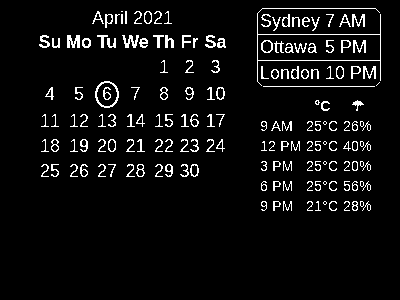 April 2021
Su Mo Tu We Th Fr Sa
1 2 3
4 5 6 7 8 9 10
11 12 13 14 15 16 17
18 19 20 21 22 23 24
25 26 27 28 29 30
Sydney 7 AM
Ottawa 5 PM
London 10 PM
°C ☂
9 AM 25°C 26%
12 PM 25°C 40%
3 PM 25°C 20%
6 PM 25°C 56%
9 PM 21°C 28%